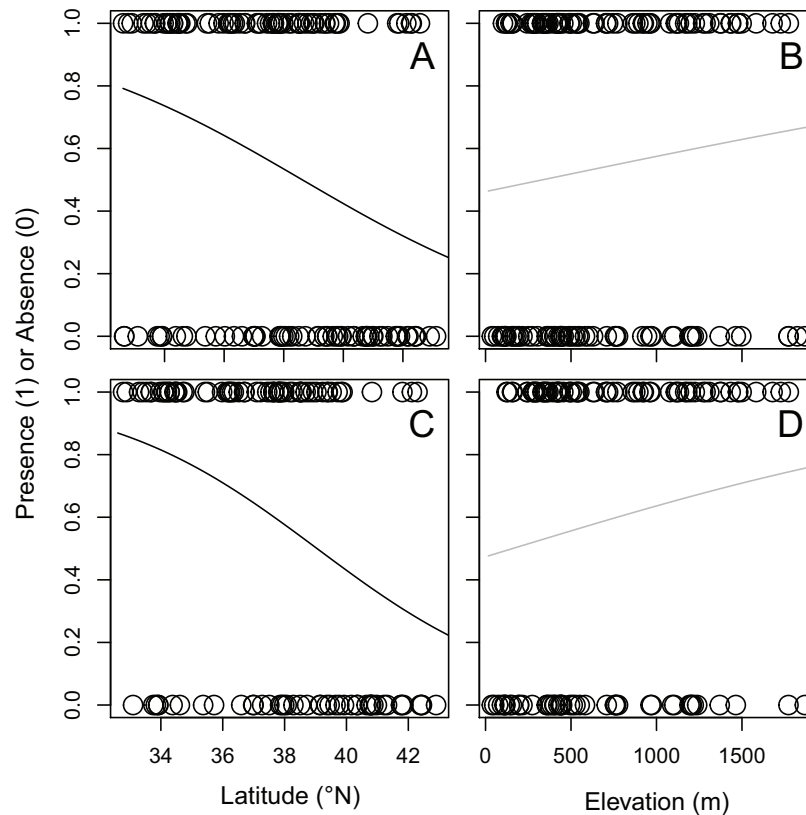 Presence (1) or Absence (0)
0.0 0.2 0.4 0.6 0.8 1.0
A
B
0.0 0.2 0.4 0.6 0.8 1.0
C
D
34 36 38 40 42
0 500 1000 1500
Latitude (°N)
Elevation (m)